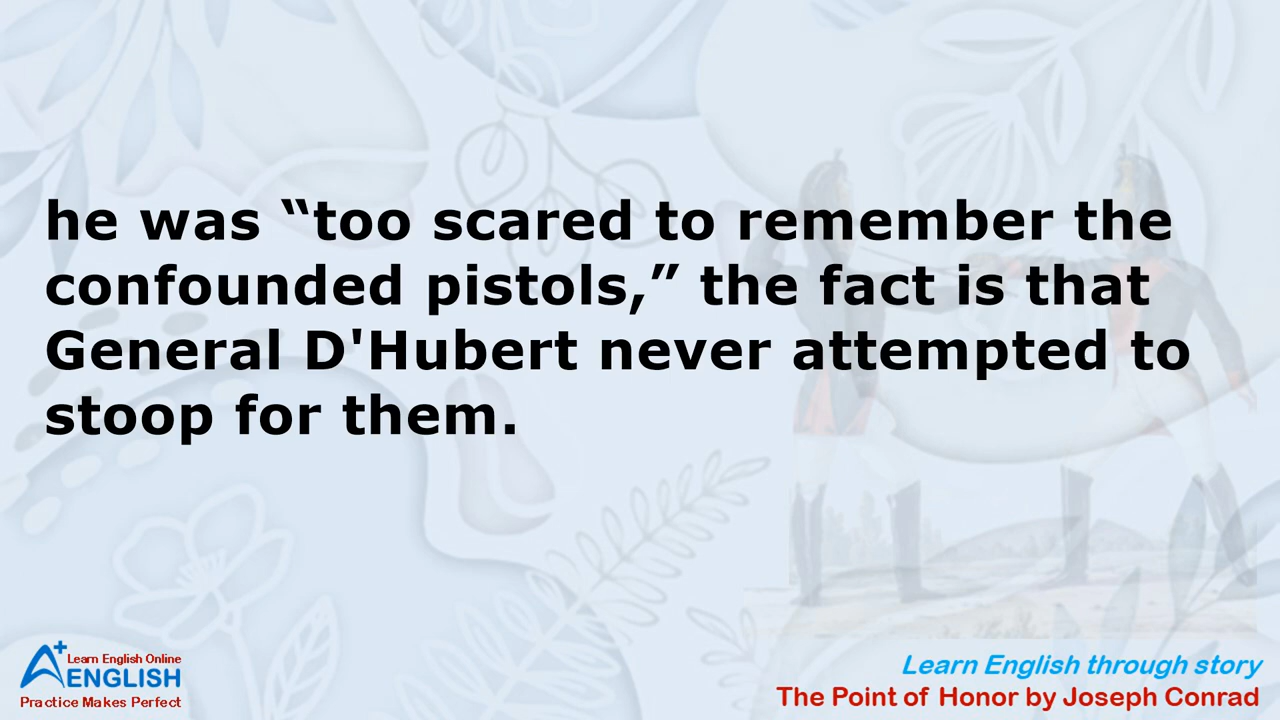 he was “too scared to remember the
confounded pistols,” the fact is that
General D'Hubert never attempted to
stoop for them.
A+ Learn English Online
ENGLISH
Practice Makes Perfect
Learn English through story
The Point of Honor by Joseph Conrad